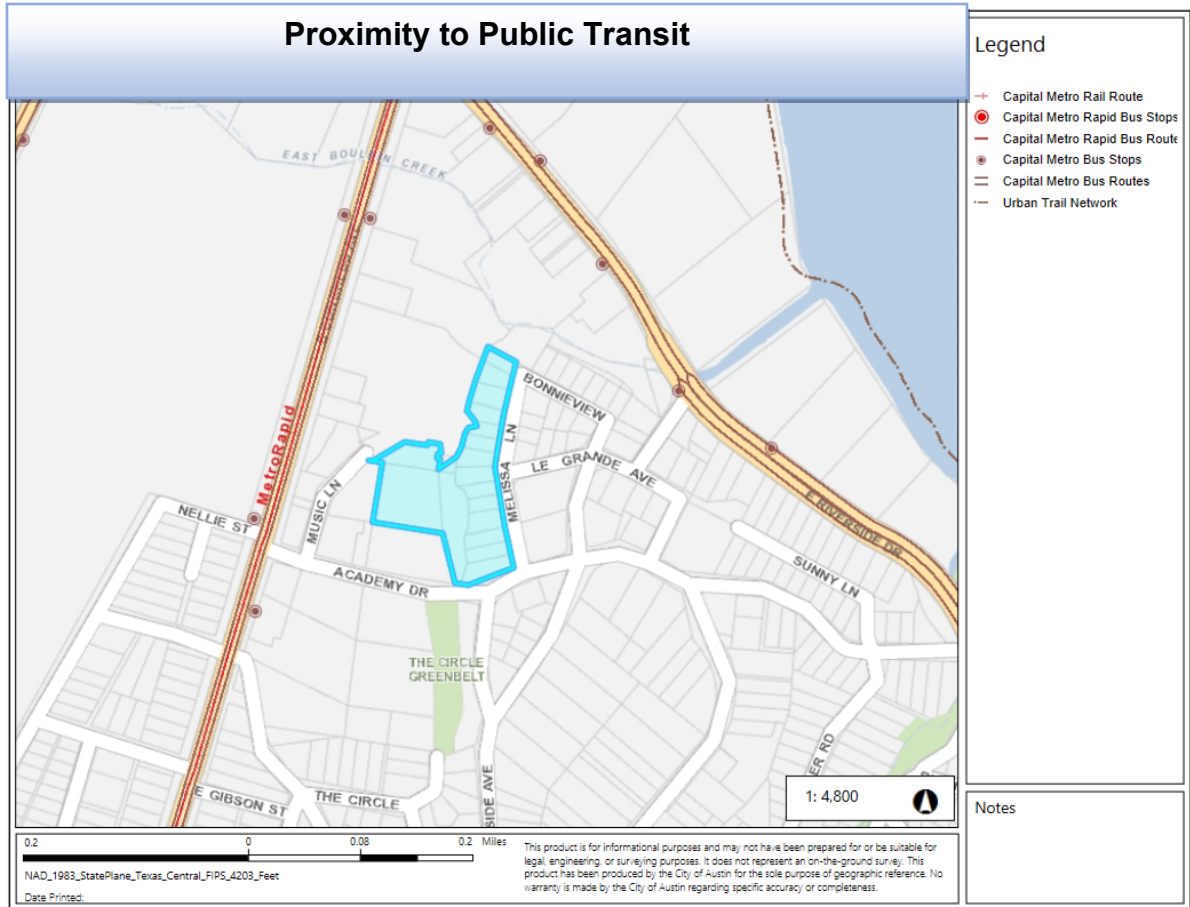 Proximity to Public Transit
Legend
Capital Metro Rail Route
Capital Metro Rapid Bus Stops
Capital Metro Rapid Bus Route
Capital Metro Bus Stops
Capital Metro Bus Routes
Urban Trail Network
EAST BOULDIN CREEK
MetroRapid
BONNIEVIEW
MELISSA LN
LE GRANDE AVE
MUSIC LN
NELLIE ST
ACADEMY DR
E RIVERSIDE DR
SUNNY LN
THE CIRCLE
GREENBELT
E GIBSON ST
THE CIRCLE
SIDE AVE
ER RD
1: 4,800
Notes
0.2 0 0.08 0.2 Miles
NAD_1983_StatePlane_Texas_Central_FIPS_4203_Feet
Date Printed:
This product is for informational purposes and may not have been prepared for or be suitable for
legal, engineering, or surveying purposes. It does not represent an on-the-ground survey. This
product has been produced by the City of Austin for the sole purpose of geographic reference. No
warranty is made by the City of Austin regarding specific accuracy or completeness.